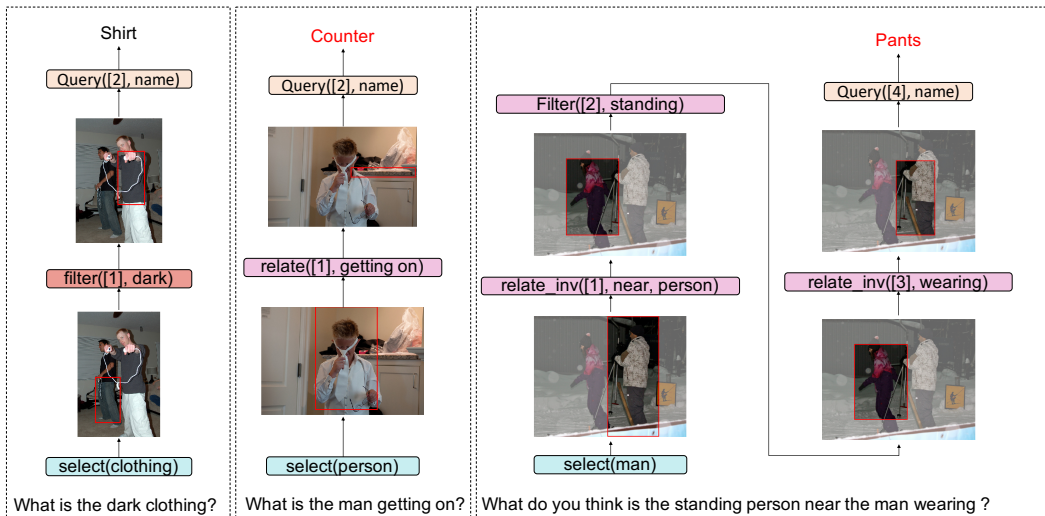 Shirt
Query([2], name)
filter([1], dark)
select(clothing)
What is the dark clothing?
Counter
Query([2], name)
relate([1], getting on)
select(person)
What is the man getting on?
Filter([2], standing)
relate_inv([1], near, person)
select(man)
Pants
Query([4], name)
relate_inv([3], wearing)
What do you think is the standing person near the man wearing ?